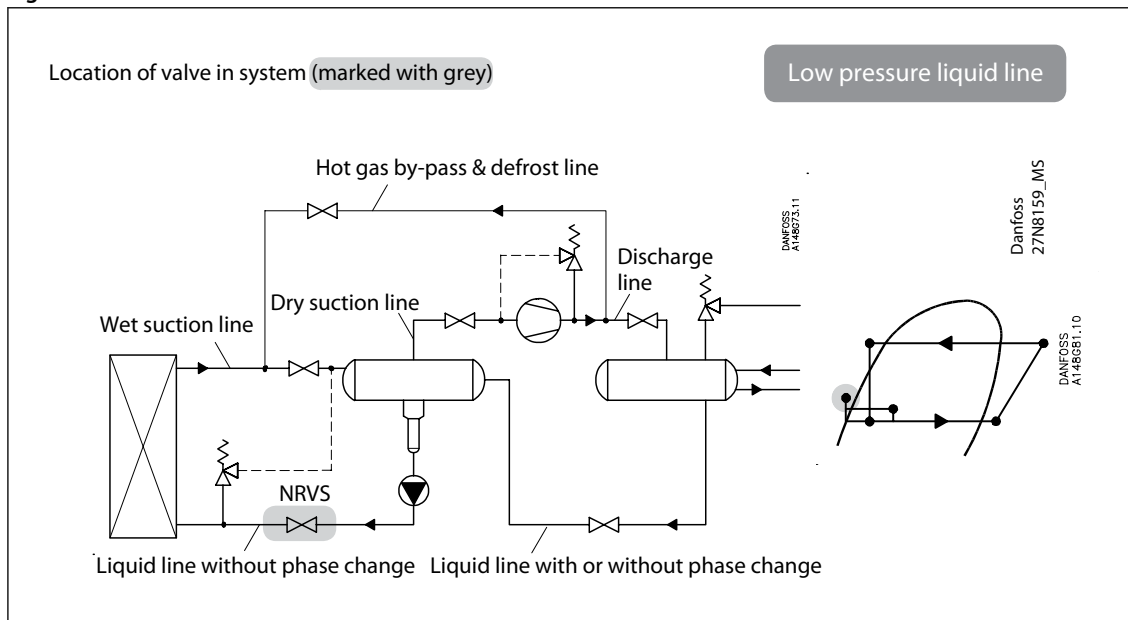 Location of valve in system (marked with grey)
Low pressure liquid line
Hot gas by-pass & defrost line
DANFOSS
A148G73.11
Danfoss
27N8159_MS
Discharge
line
Dry suction line
Wet suction line
DANFOSS
A148G81.10
NRVS
Liquid line without phase change
Liquid line with or without phase change